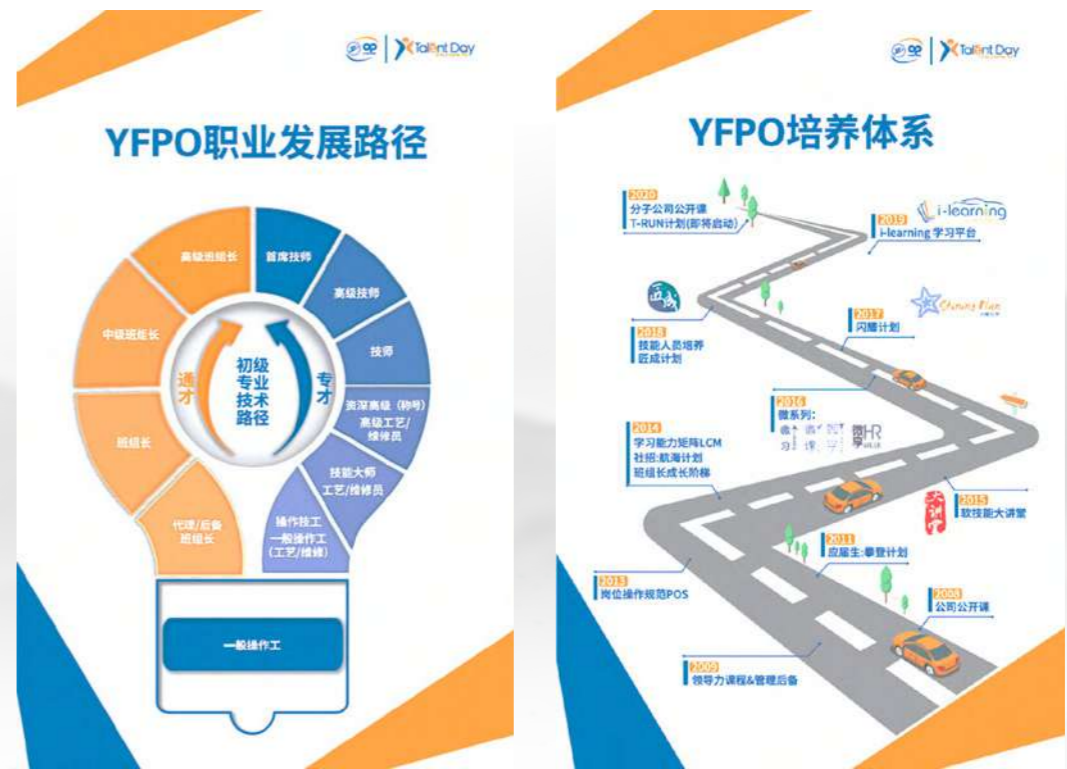 Talent Day
YFPO职业发展路径
高级班组长
首席技师
中级班组长
高级技师
技师
班组长
资深高级(称号)
高级工艺/
维修员
代理/后备
班组长
技能大师
工艺/维修员
操作技工
一般操作工
(工艺/维修)
通才
初级
专业
技术
路径
专才
一般操作工
Talent Day
YFPO培养体系
2020
分子公司公开课
T-RUN计划(即将启动)
i-learning
2019
i-learning 学习平台
匠成
2018
技能人员培养
匠成计划
Shining Plan
2017
闪耀计划
2016
微系列:
微HR
2014
学习能力矩阵LCM
社招:航海计划
班组长成长阶梯
大讲堂
2015
软技能大讲堂
2011
应届生:攀登计划
2013
岗位操作规范POS
2008
公司公开课
2009
领导力课程&管理后备